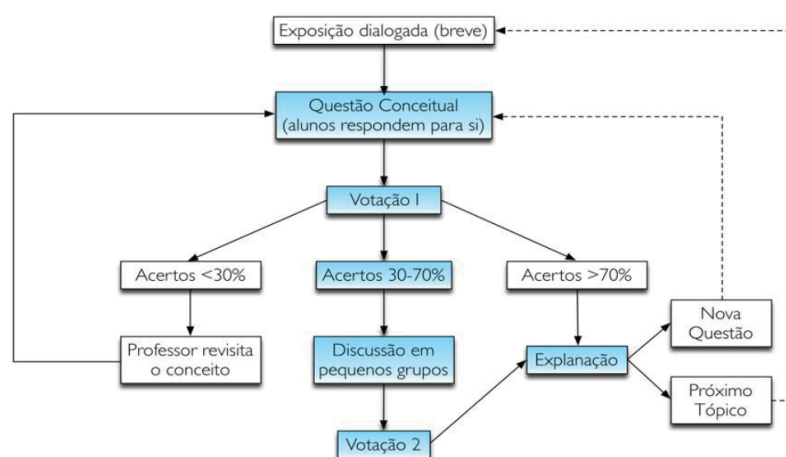 Exposição dialogada (breve)
Questão Conceitual
(alunos respondem para si)
Votação I
Acertos <30%
Acertos 30-70%
Acertos >70%
Professor revisita
o conceito
Discussão em
pequenos grupos
Explanação
Nova
Questão
Próximo
Tópico
Votação 2